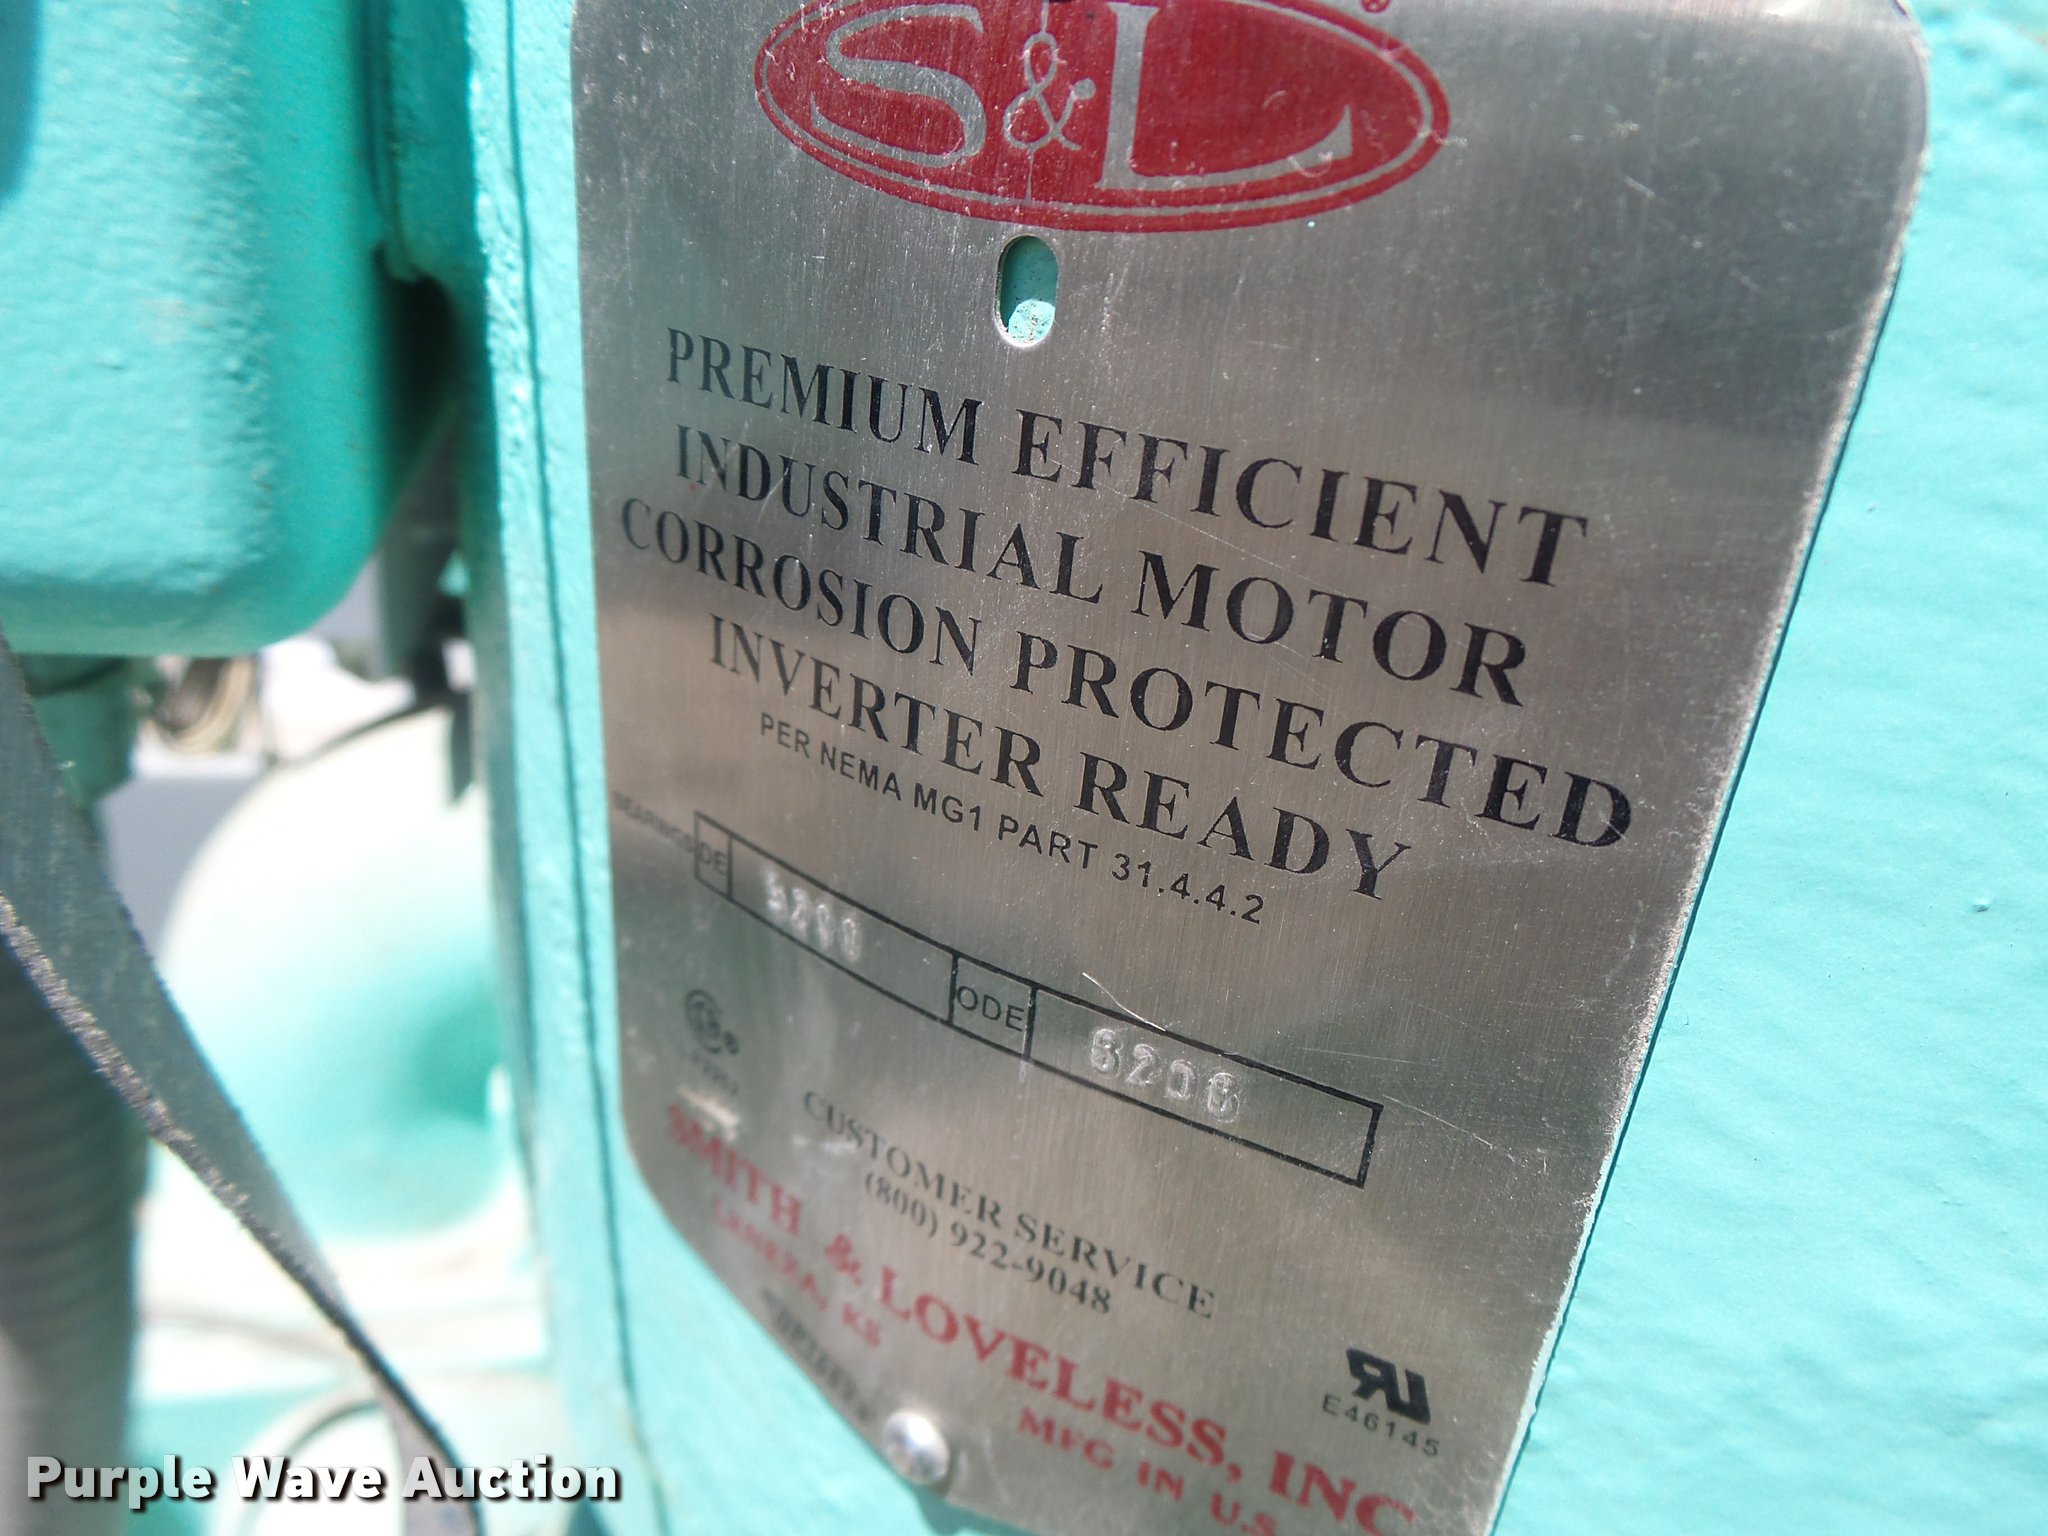 S&L®
PREMIUM EFFICIENT
INDUSTRIAL MOTOR
CORROSION PROTECTED
INVERTER READY
PER NEMA MG1 PART 31.4.4.2
BEARINGS DE ODE 6206
CUSTOMER SERVICE
(800) 922-9048
SMITH & LOVELESS, INC
LENEXA, KS MFG IN U.S.
E46145
Purple Wave Auction